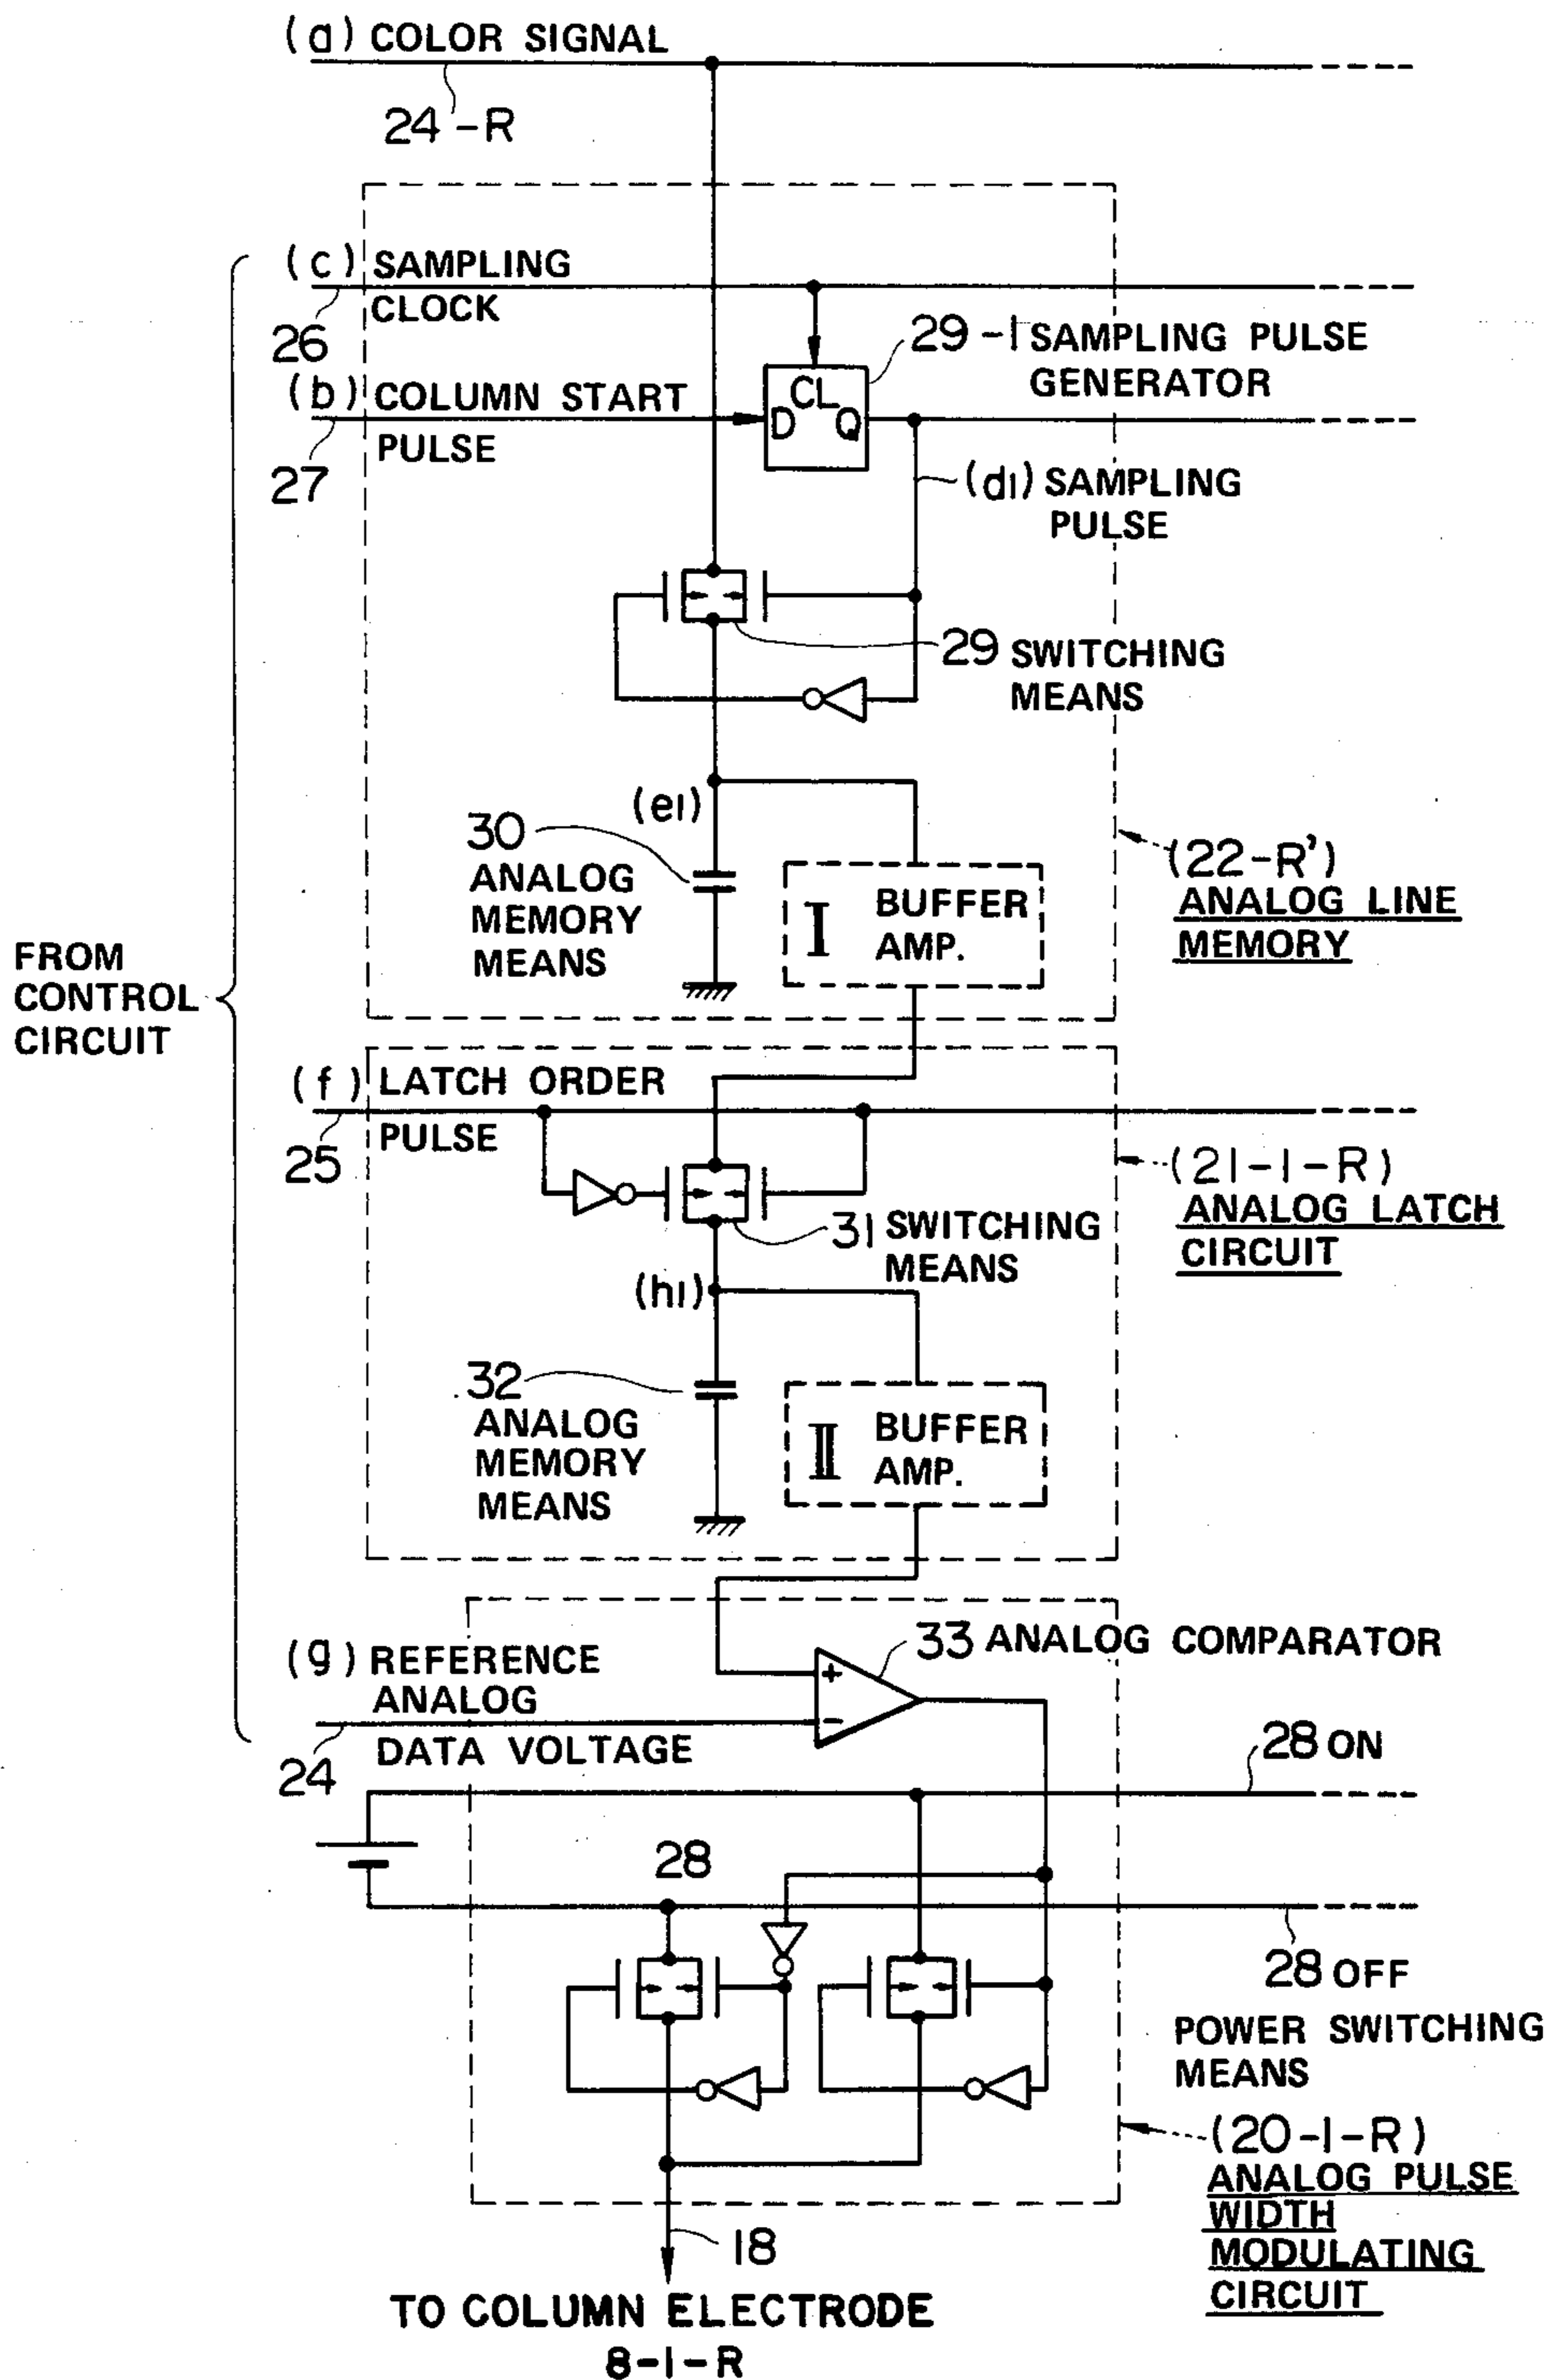 (a) COLOR SIGNAL
24-R
(c) SAMPLING
CLOCK
26
29-1 SAMPLING PULSE
GENERATOR
(b) COLUMN START
PULSE
27
CL
D Q
(d1) SAMPLING
PULSE
29 SWITCHING
MEANS
(e1)
30
ANALOG
MEMORY
MEANS
I BUFFER
AMP.
(22-R')
ANALOG LINE
MEMORY
FROM
CONTROL
CIRCUIT
(f) LATCH ORDER
PULSE
25
(21-1-R)
ANALOG LATCH
CIRCUIT
31 SWITCHING
MEANS
(h1)
32
ANALOG
MEMORY
MEANS
II BUFFER
AMP.
33 ANALOG COMPARATOR
(g) REFERENCE
ANALOG
DATA VOLTAGE
24
+
-
28 ON
28
28 OFF
POWER SWITCHING
MEANS
(20-1-R)
ANALOG PULSE
WIDTH
MODULATING
CIRCUIT
18
TO COLUMN ELECTRODE
8-1-R